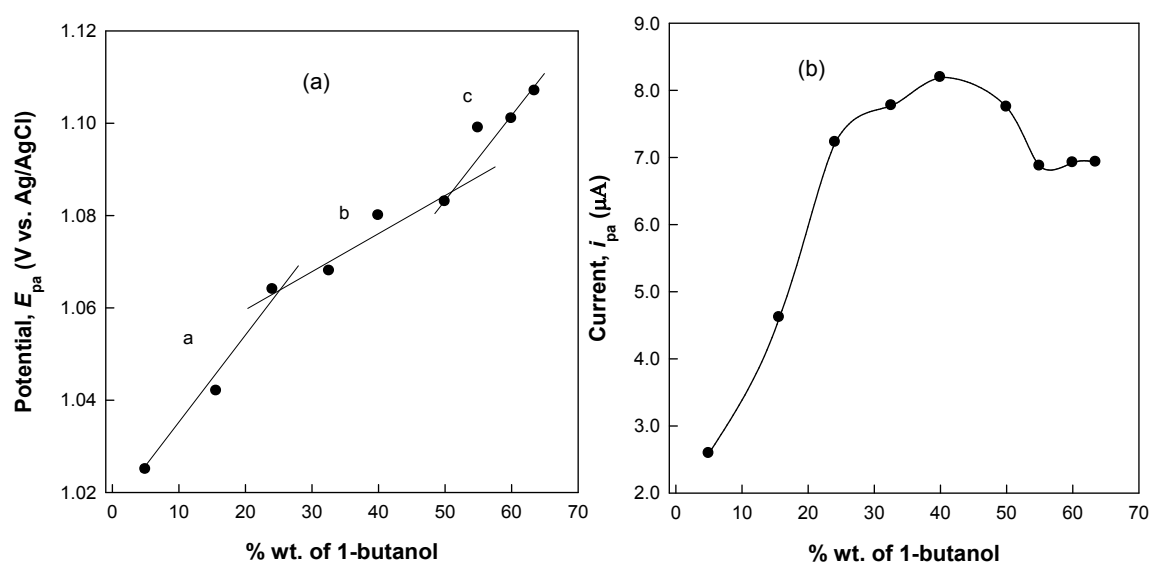 (a)
a
b
c
1.12
1.10
1.08
1.06
1.04
1.02
0 10 20 30 40 50 60 70
Potential, E_pa (V vs. Ag/AgCl)
% wt. of 1-butanol
(b)
9.0
8.0
7.0
6.0
5.0
4.0
3.0
2.0
0 10 20 30 40 50 60 70
Current, i_pa (µA)
% wt. of 1-butanol